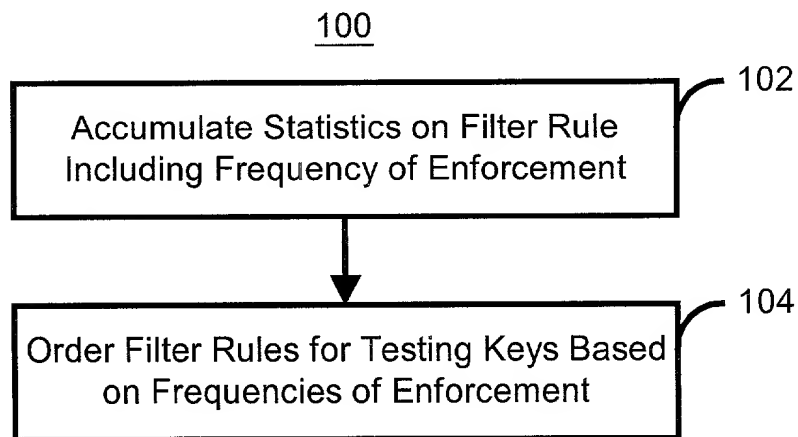 100
102
Accumulate Statistics on Filter Rule
Including Frequency of Enforcement
104
Order Filter Rules for Testing Keys Based
on Frequencies of Enforcement